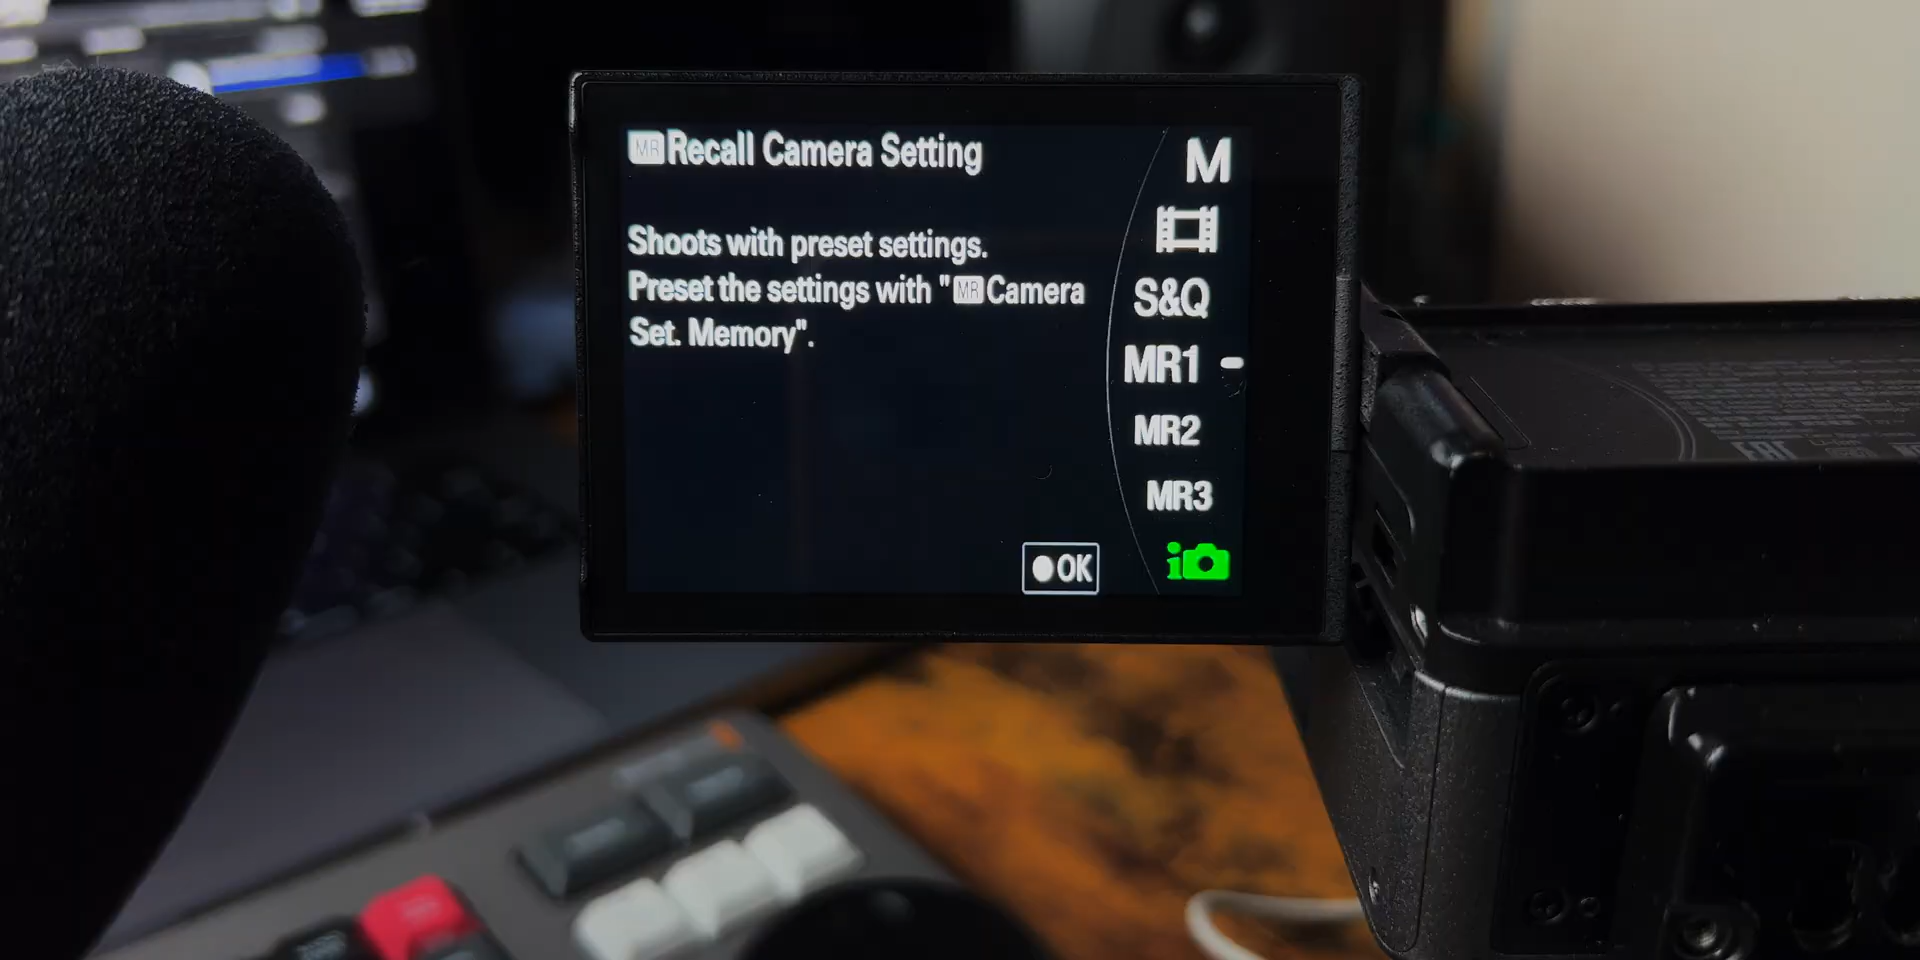 MR Recall Camera Setting
Shoots with preset settings.
Preset the settings with "MR Camera
Set. Memory".
OK
M
S&Q
MR1
MR2
MR3
i